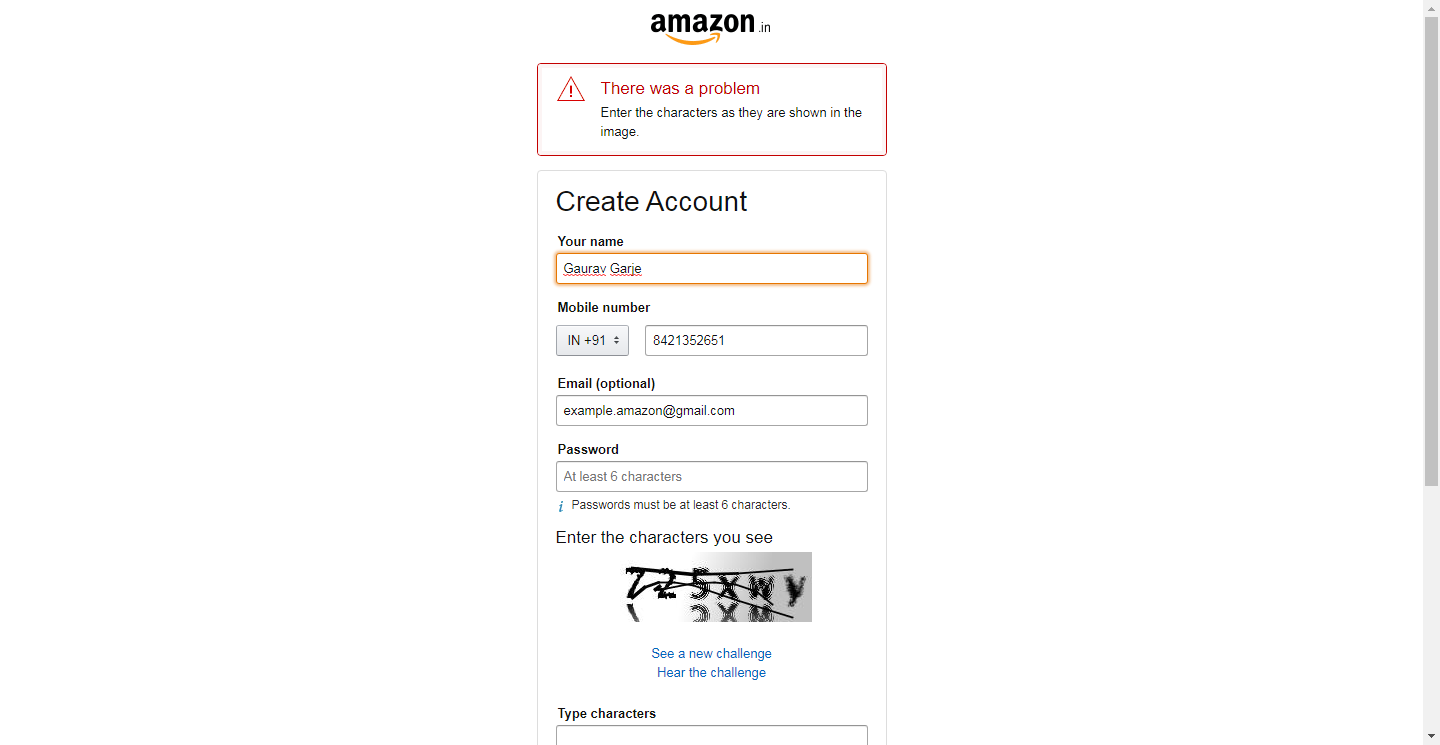 amazon.in
There was a problem
Enter the characters as they are shown in the
image.
Create Account
Your name
Gaurav Garje
Mobile number
IN +91
8421352651
Email (optional)
example.amazon@gmail.com
Password
At least 6 characters
i Passwords must be at least 6 characters.
Enter the characters you see
See a new challenge
Hear the challenge
Type characters